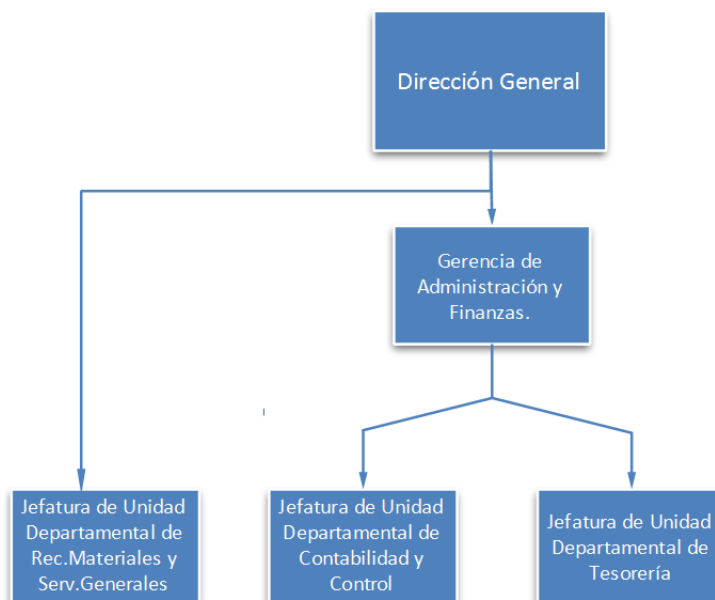 Dirección General
Gerencia de
Administración y
Finanzas.
Jefatura de Unidad
Departamental de
Rec.Materiales y
Serv.Generales
Jefatura de Unidad
Departamental de
Contabilidad y
Control
Jefatura de Unidad
Departamental de
Tesorería